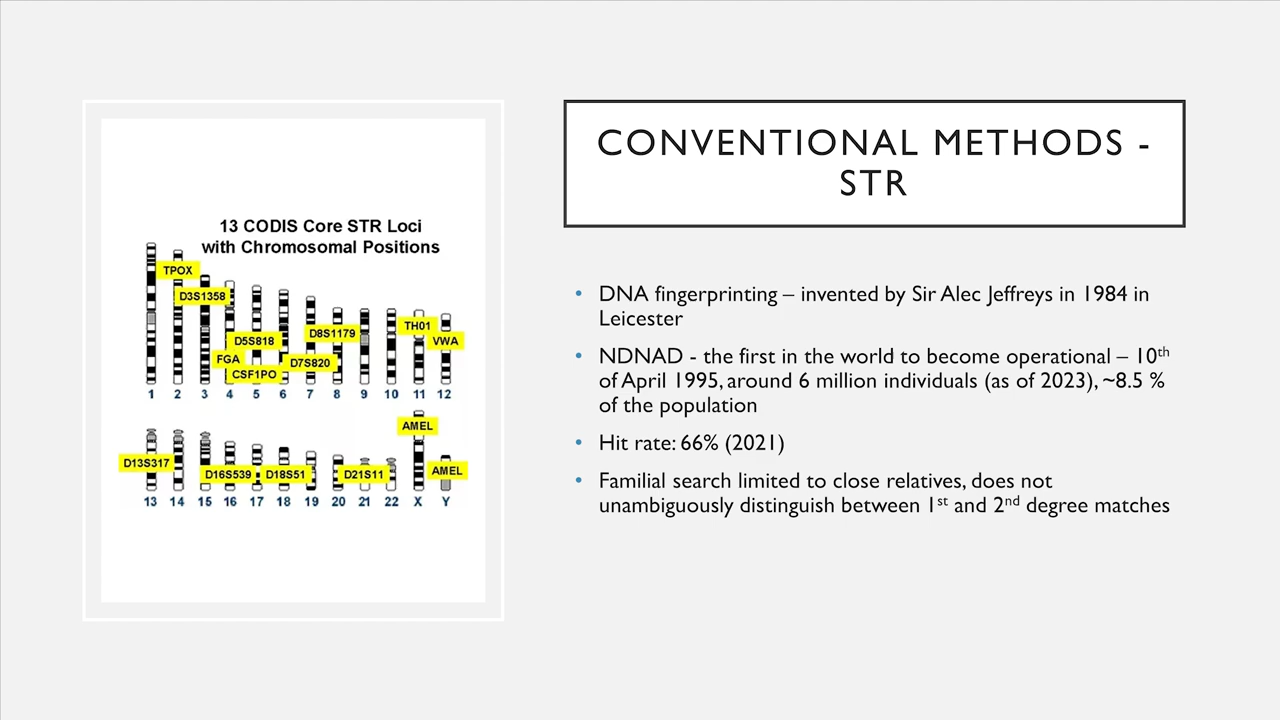 CONVENTIONAL METHODS -
STR
13 CODIS Core STR Loci
with Chromosomal Positions
TPOX
D3S1358
D5S818
FGA
CSF1PO
D7S820
D8S1179
TH01
VWA
1 2 3 4 5 6 7 8 9 10 11 12
AMEL
D13S317
D16S539
D18S51
D21S11
AMEL
13 14 15 16 17 18 19 20 21 22 X Y
• DNA fingerprinting – invented by Sir Alec Jeffreys in 1984 in
Leicester
• NDNAD - the first in the world to become operational – 10th
of April 1995, around 6 million individuals (as of 2023), ~8.5 %
of the population
• Hit rate: 66% (2021)
• Familial search limited to close relatives, does not
unambiguously distinguish between 1st and 2nd degree matches